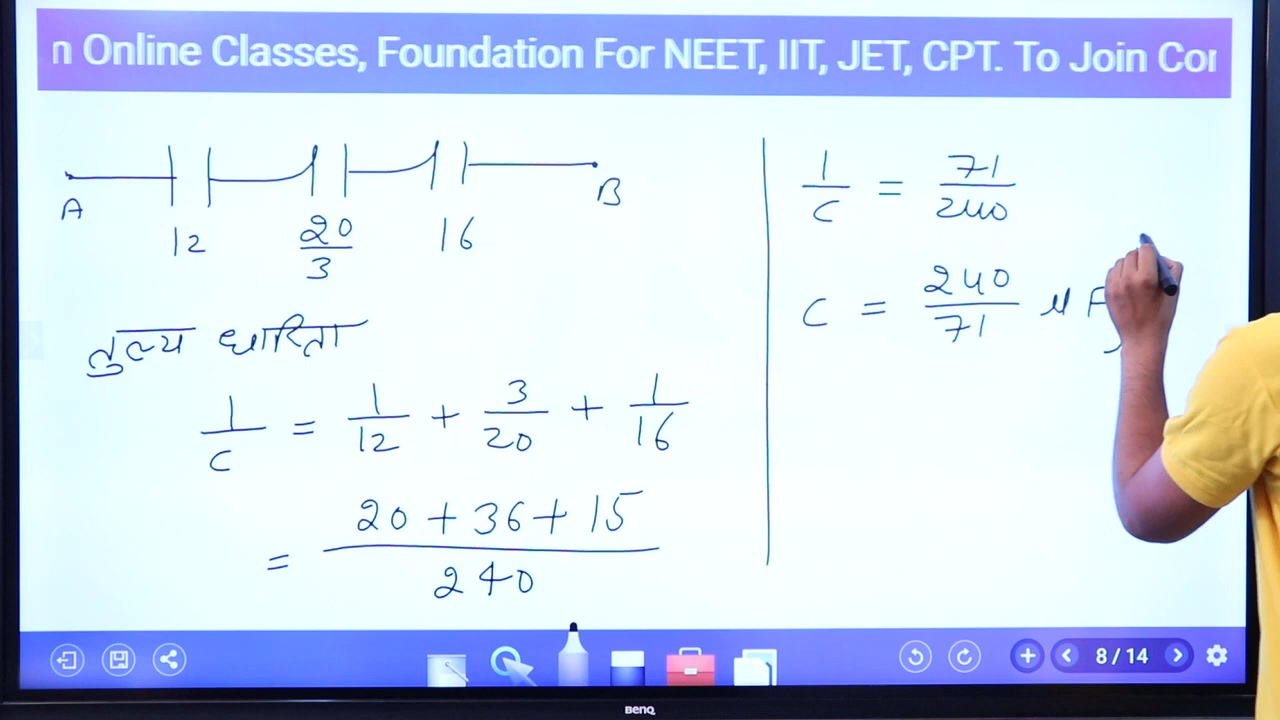 n Online Classes, Foundation For NEET, IIT, JET, CPT. To Join Con
A B
12 20/3 16
तुल्य धारिता
1/C = 1/12 + 3/20 + 1/16
= 20 + 36 + 15 / 240
1/C = 71/240
C = 240/71 μF
8 / 14
BENQ